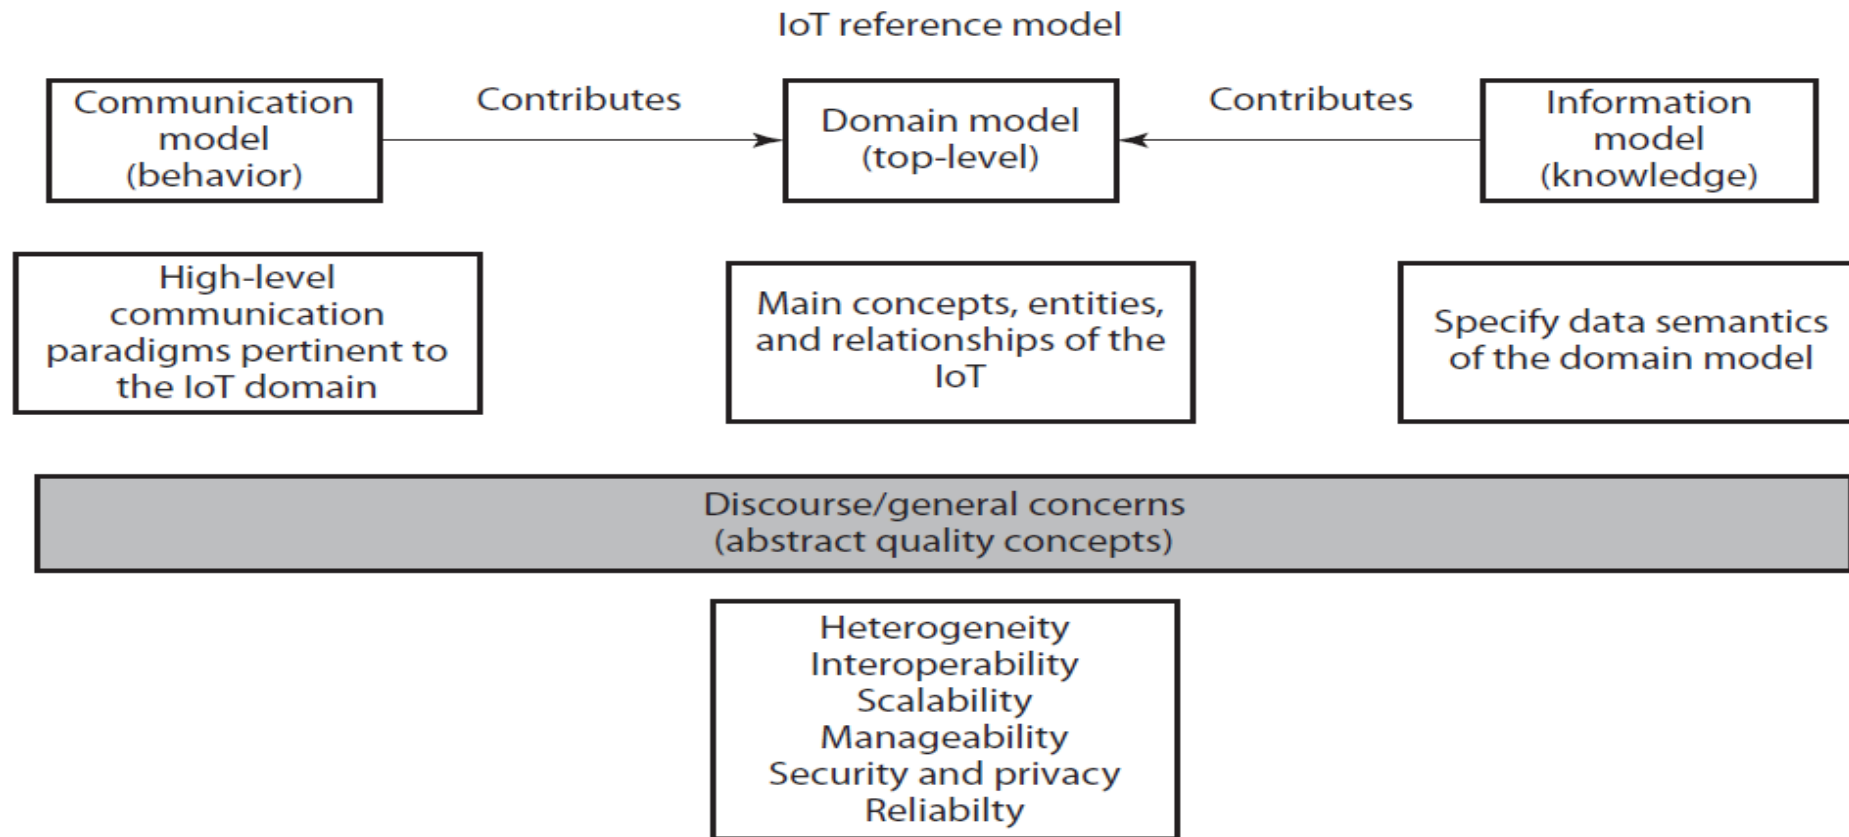 IoT reference model
Communication
model
(behavior)
Contributes
Domain model
(top-level)
Contributes
Information
model
(knowledge)
High-level
communication
paradigms pertinent to
the IoT domain
Main concepts, entities,
and relationships of the
IoT
Specify data semantics
of the domain model
Discourse/general concerns
(abstract quality concepts)
Heterogeneity
Interoperability
Scalability
Manageability
Security and privacy
Reliabilty